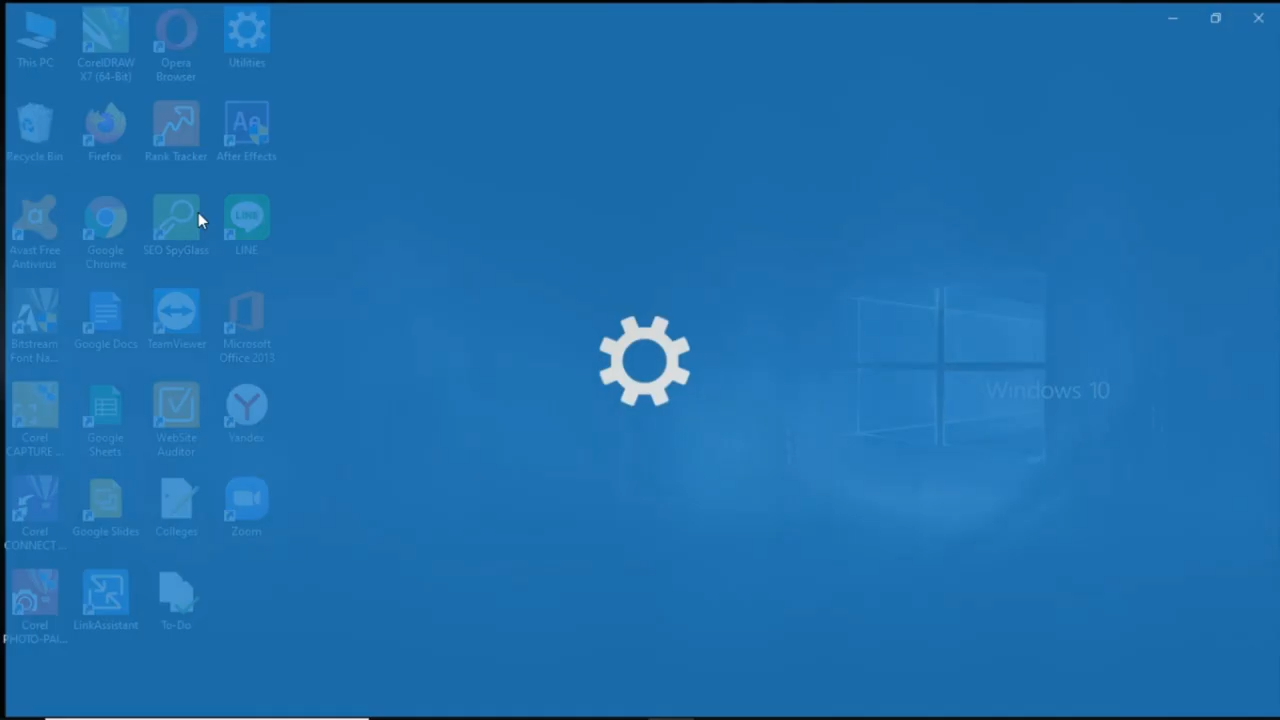 This PC
CorelDRAW
X7 (64-Bit)
Opera
Browser
Utilities
Recycle Bin
Firefox
Rank Tracker
Ae
After Effects
Avast Free
Antivirus
Google
Chrome
SEO SpyGlass
LINE
LINE
Bitstream
Font Na...
Google Docs
TeamViewer
Microsoft
Office 2013
Corel
CAPTURE ...
Google
Sheets
WebSite
Auditor
Yandex
Windows 10
Corel
CONNECT ...
Google Slides
Colleges
Zoom
Corel
PHOTO-PAI...
LinkAssistant
To-Do